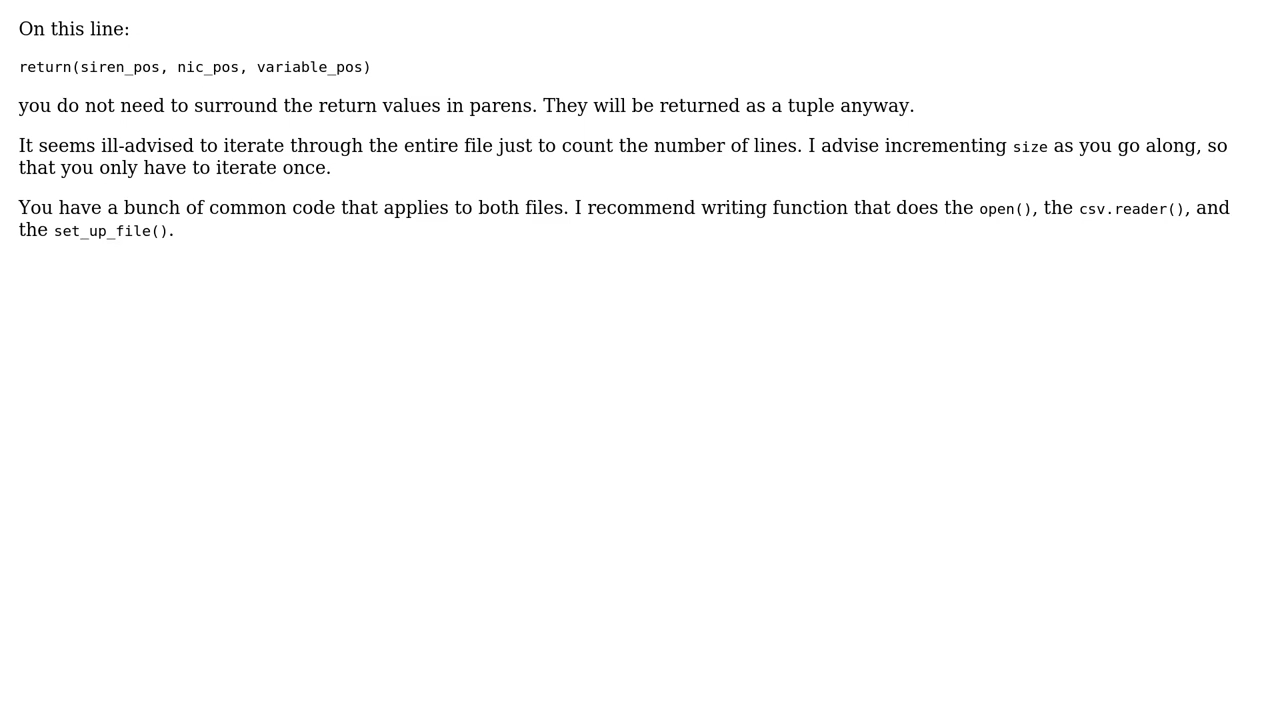 On this line:
return(siren_pos, nic_pos, variable_pos)
you do not need to surround the return values in parens. They will be returned as a tuple anyway.
It seems ill-advised to iterate through the entire file just to count the number of lines. I advise incrementing size as you go along, so
that you only have to iterate once.
You have a bunch of common code that applies to both files. I recommend writing function that does the open(), the csv.reader(), and
the set_up_file().